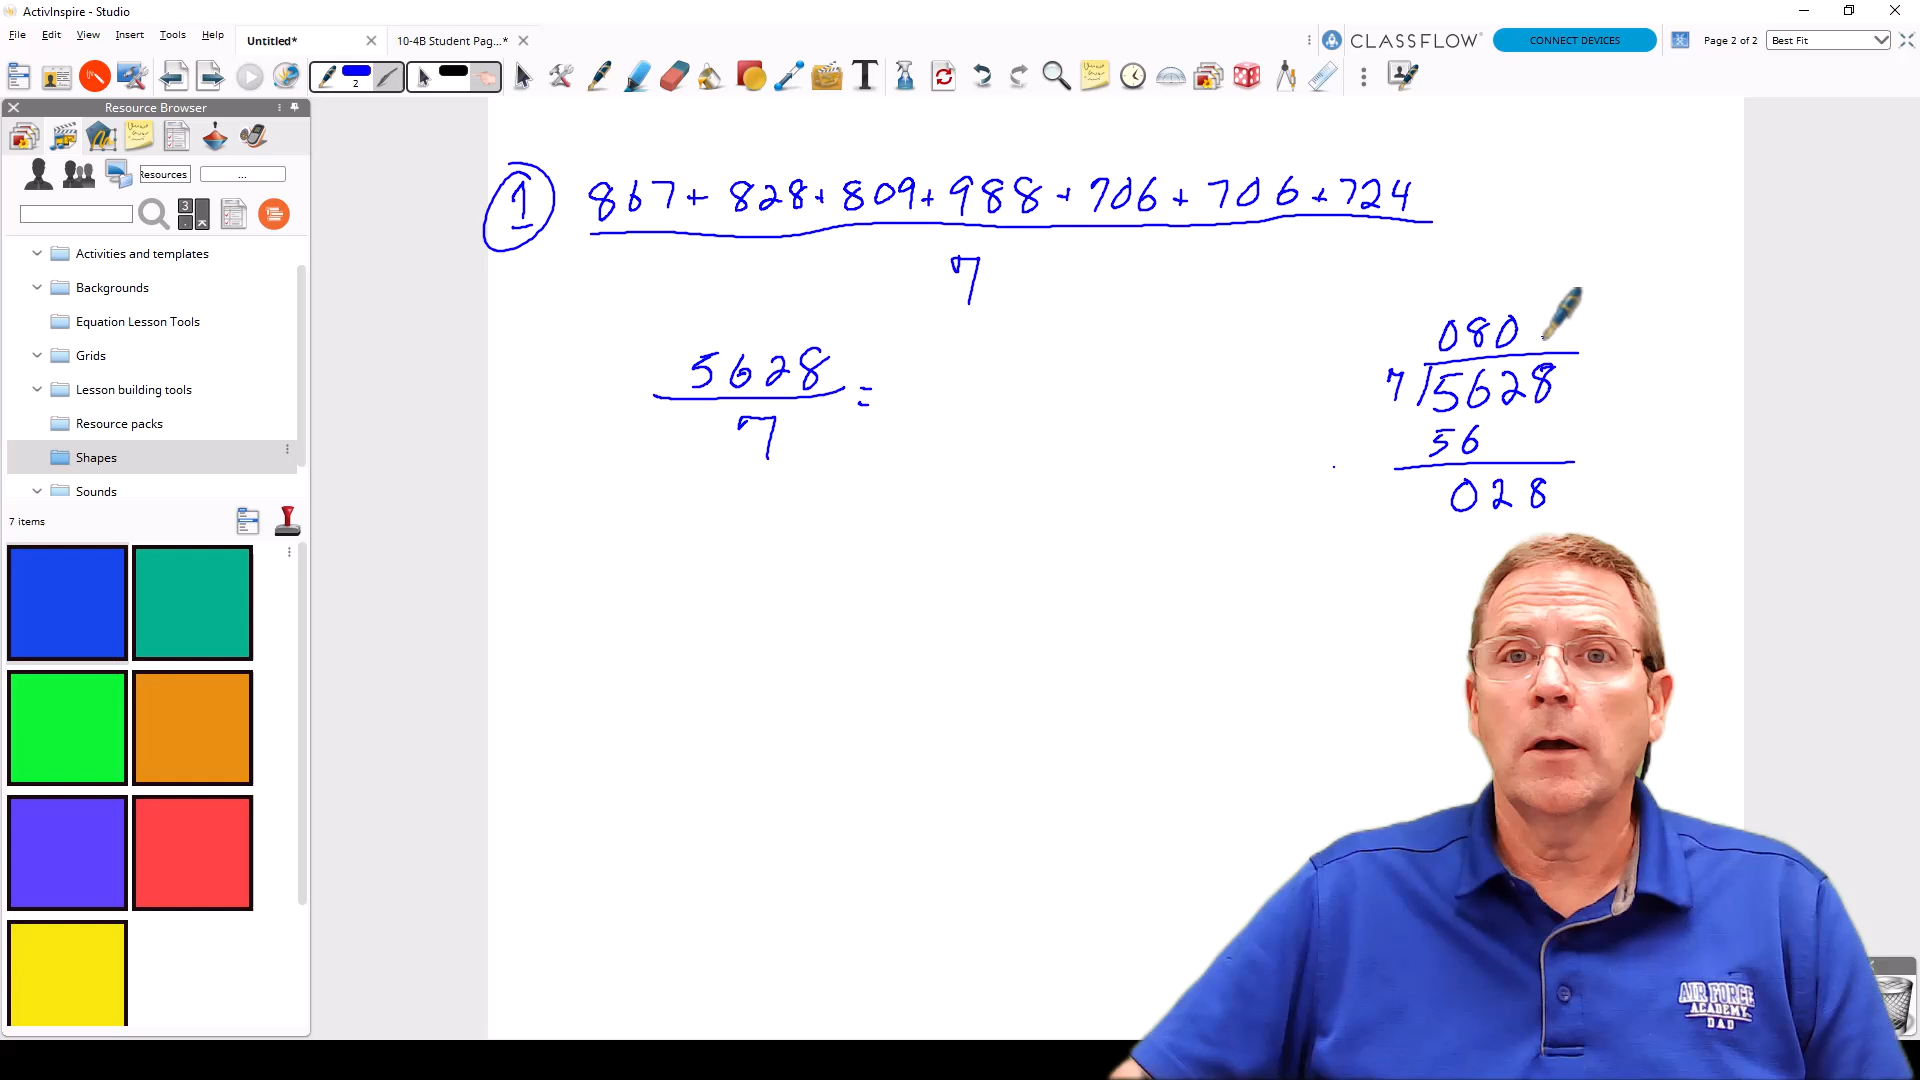 ActivInspire - Studio
File Edit View Insert Tools Help
Untitled* 10-4B Student Pag...*
CLASSFLOW
CONNECT DEVICES
Page 2 of 2 Best Fit
2
Resource Browser
Resources ...
3
Activities and templates
Backgrounds
Equation Lesson Tools
Grids
Lesson building tools
Resource packs
Shapes
Sounds
7 items
1 867+ 828+ 809+ 988 + 706 + 706 + 724
7
5628 =
7
080
7 5628
56
028
AIR FORCE
ACADEMY
DAD